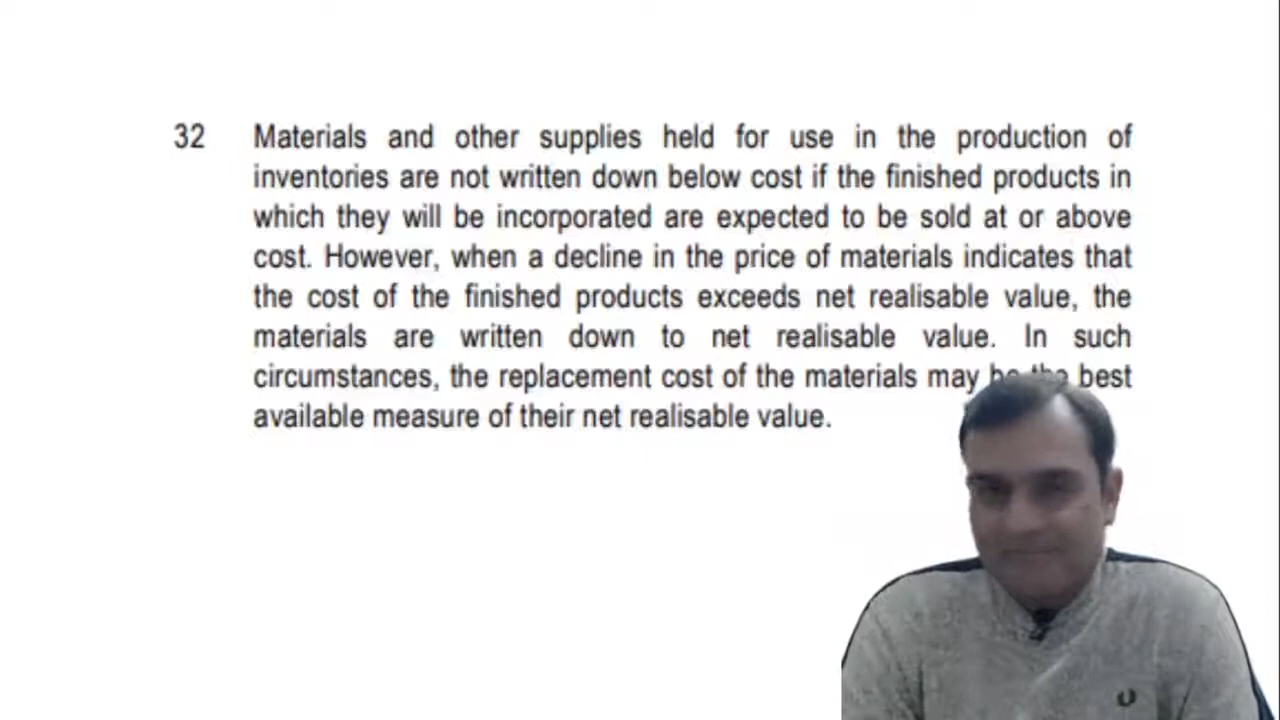 32 Materials and other supplies held for use in the production of
inventories are not written down below cost if the finished products in
which they will be incorporated are expected to be sold at or above
cost. However, when a decline in the price of materials indicates that
the cost of the finished products exceeds net realisable value, the
materials are written down to net realisable value. In such
circumstances, the replacement cost of the materials may be the best
available measure of their net realisable value.